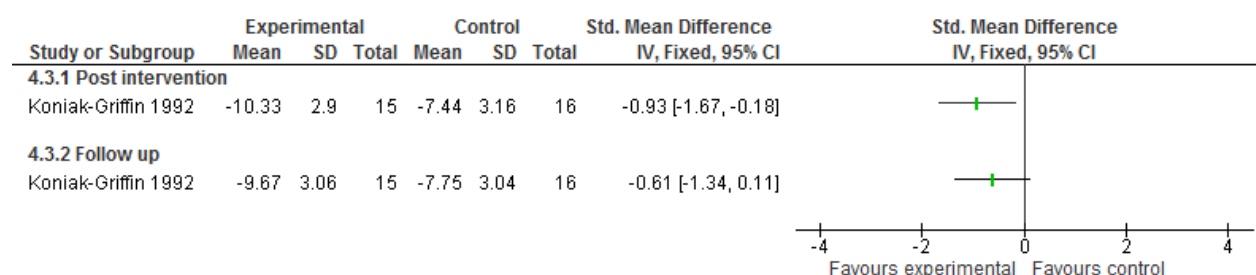 Experimental Control Std. Mean Difference Std. Mean Difference
Study or Subgroup Mean SD Total Mean SD Total IV, Fixed, 95% CI IV, Fixed, 95% CI
4.3.1 Post intervention
Koniak-Griffin 1992 -10.33 2.9 15 -7.44 3.16 16 -0.93 [-1.67, -0.18]
4.3.2 Follow up
Koniak-Griffin 1992 -9.67 3.06 15 -7.75 3.04 16 -0.61 [-1.34, 0.11]
-4 -2 0 2 4
Favours experimental Favours control